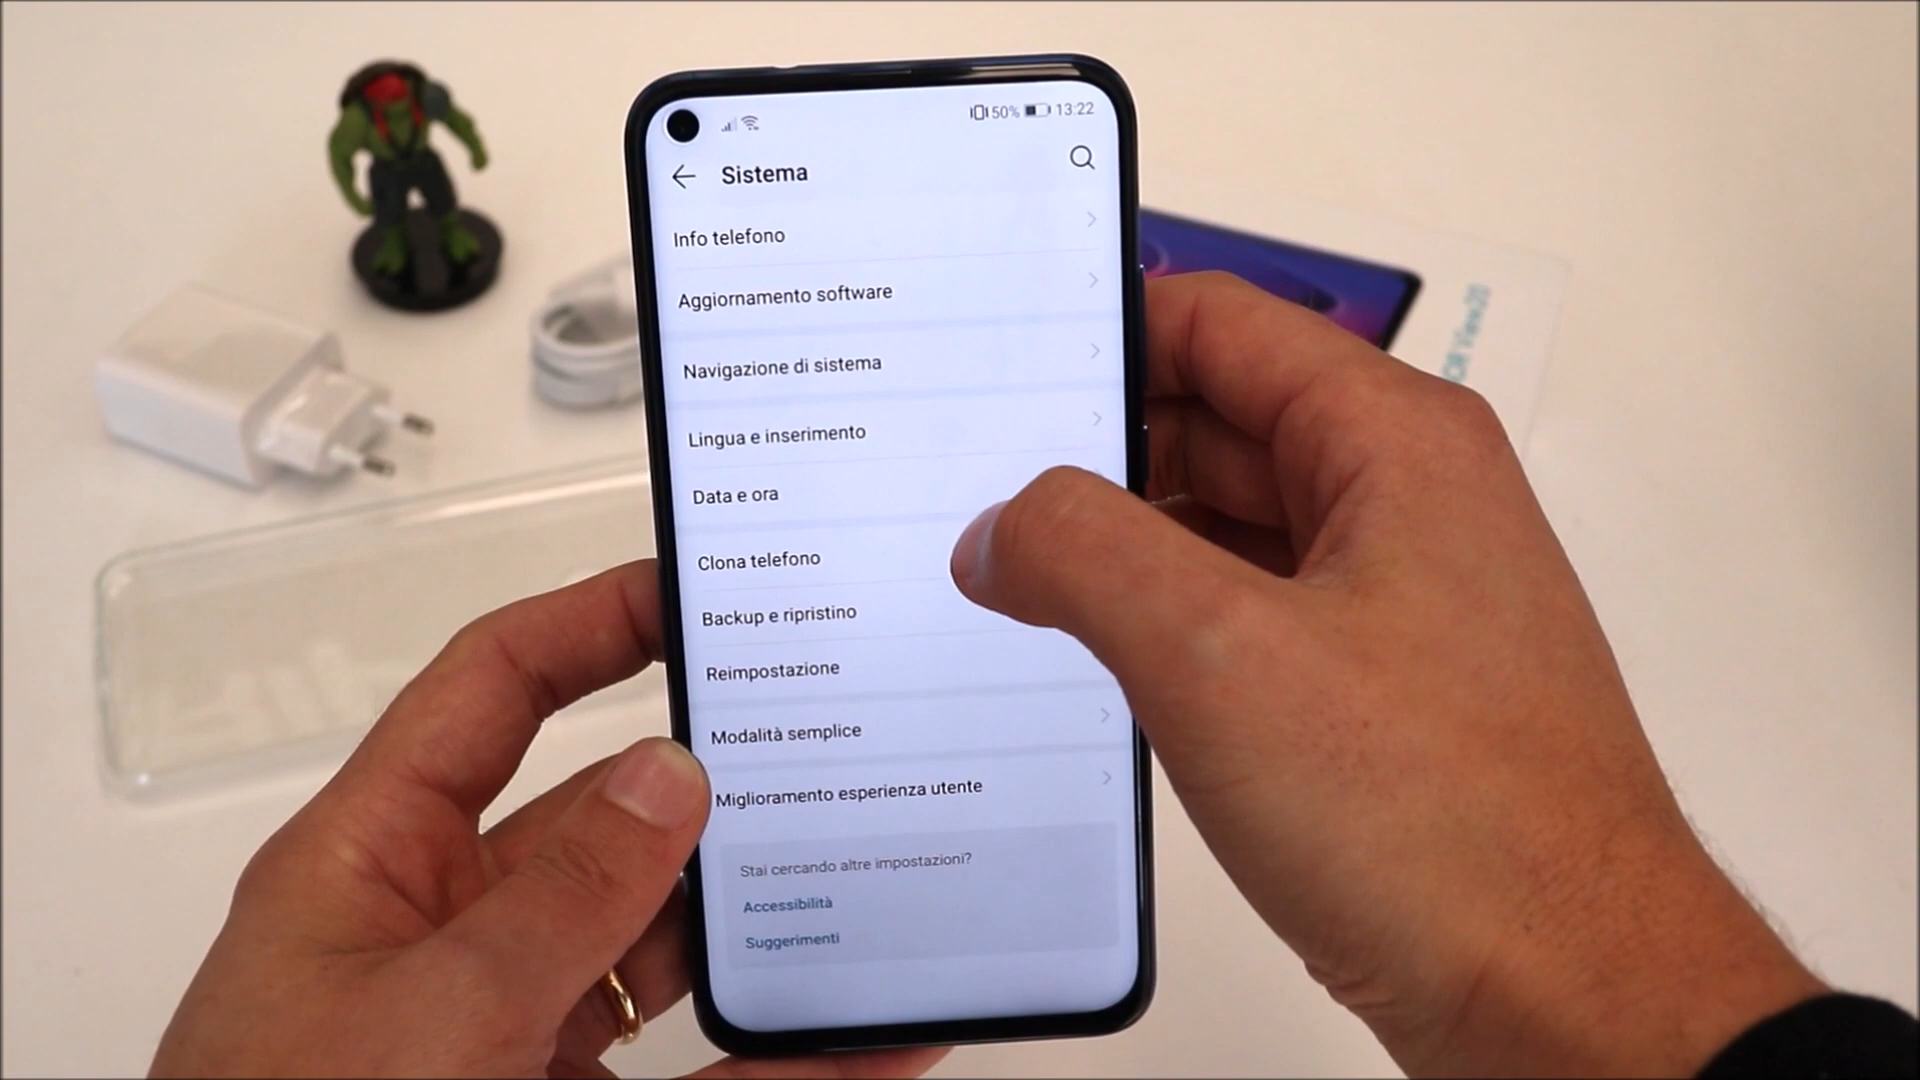 50% 13:22
Sistema
Info telefono
Aggiornamento software
Navigazione di sistema
Lingua e inserimento
Data e ora
Clona telefono
Backup e ripristino
Reimpostazione
Modalità semplice
Miglioramento esperienza utente
Stai cercando altre impostazioni?
Accessibilità
Suggerimenti
View20